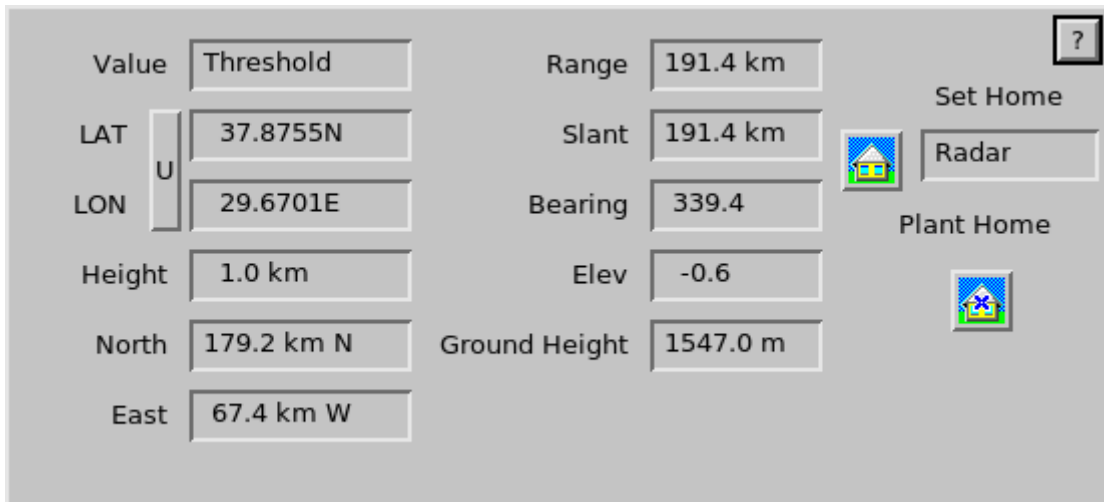 ?
Value Threshold Range 191.4 km
Set Home
LAT 37.8755N Slant 191.4 km
Radar
U
LON 29.6701E Bearing 339.4
Plant Home
Height 1.0 km Elev -0.6
North 179.2 km N Ground Height 1547.0 m
East 67.4 km W